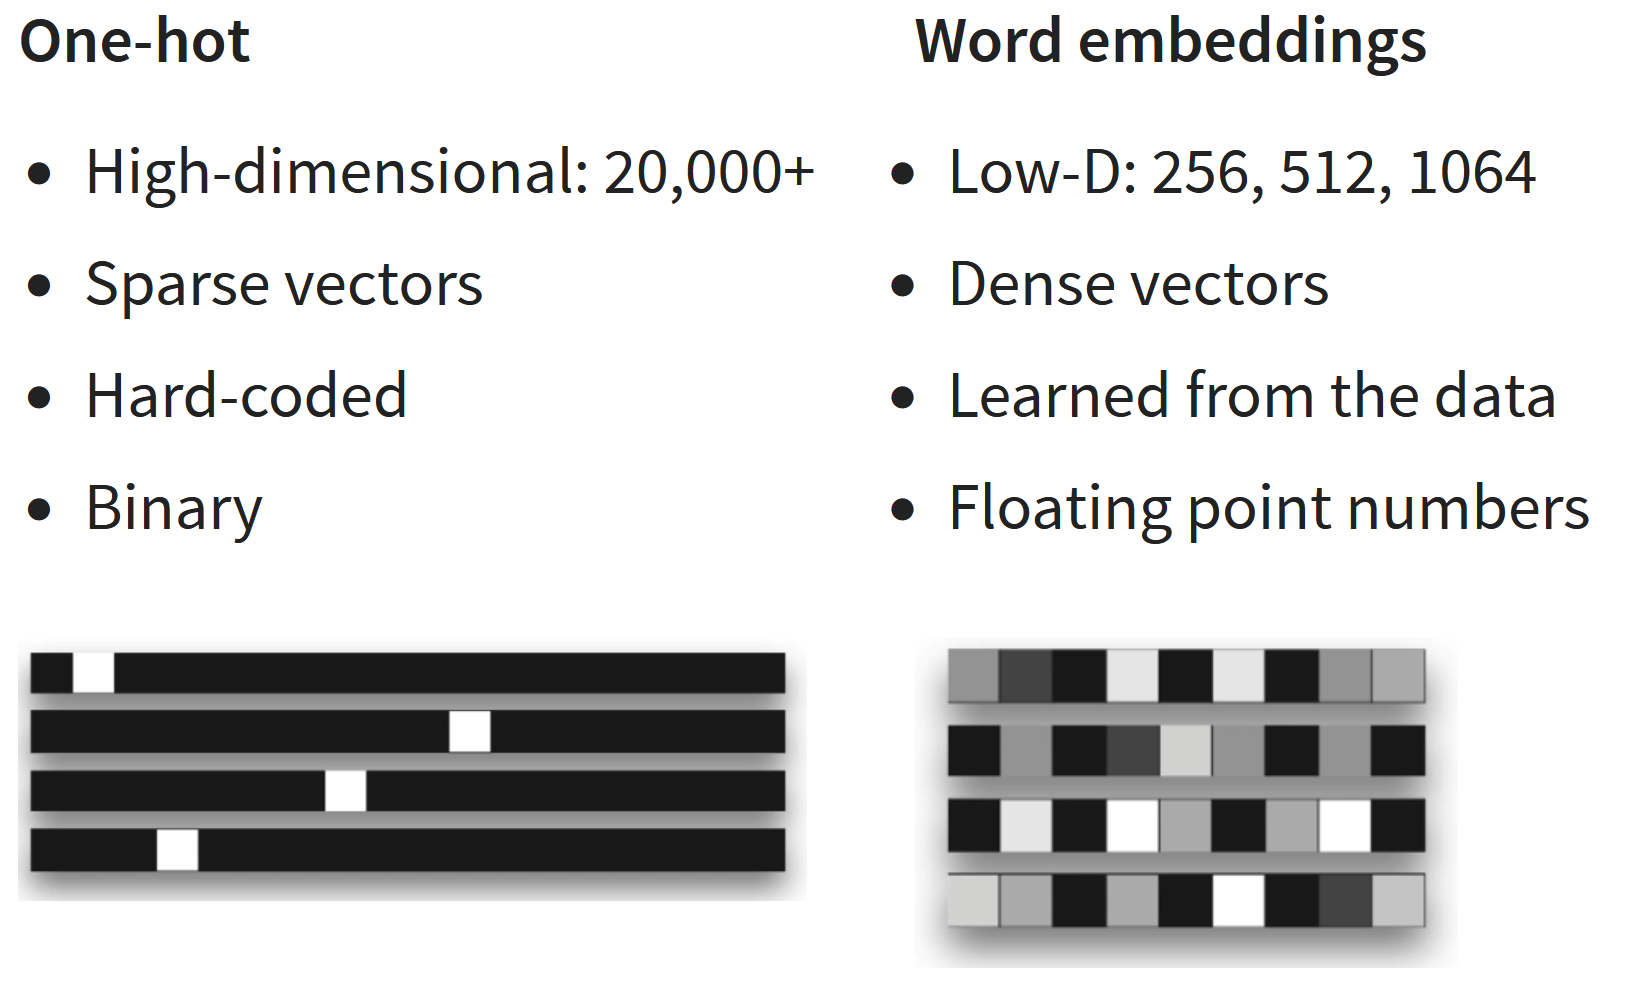 One-hot
• High-dimensional: 20,000+
• Sparse vectors
• Hard-coded
• Binary
Word embeddings
• Low-D: 256, 512, 1064
• Dense vectors
• Learned from the data
• Floating point numbers